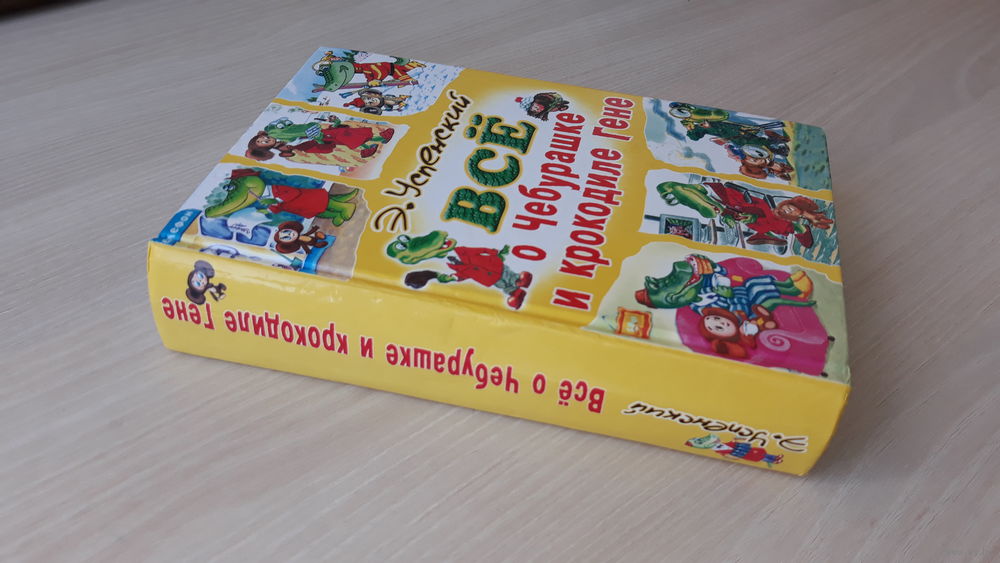 Э. Успенский
ВСЁ
о Чебурашке
и крокодиле Гене
Э. Успенский
Всё о Чебурашке и крокодиле Гене